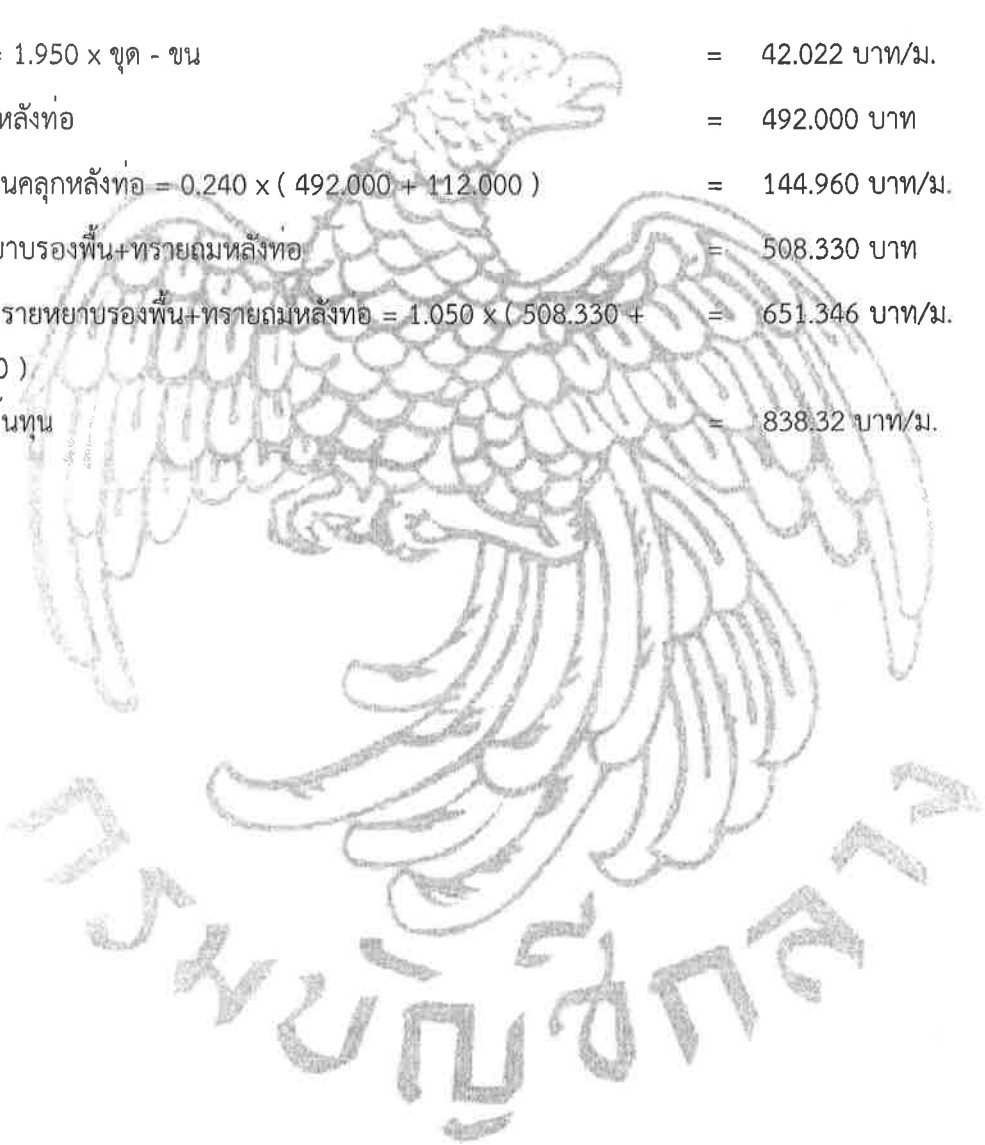 = 1.950 x ขุด - ขน = 42.022 บาท/ม.
หลังท่อ = 492.000 บาท
นคลุกหลังท่อ = 0.240 x ( 492.000 + 112.000 ) = 144.960 บาท/ม.
ยาบรองพื้น+ทรายถมหลังท่อ = 508.330 บาท
รายหยาบรองพื้น+ทรายถมหลังท่อ = 1.050 x ( 508.330 + = 651.346 บาท/ม.
0 )
้นทุน = 838.32 บาท/ม.
กรมบัญชีกลาง